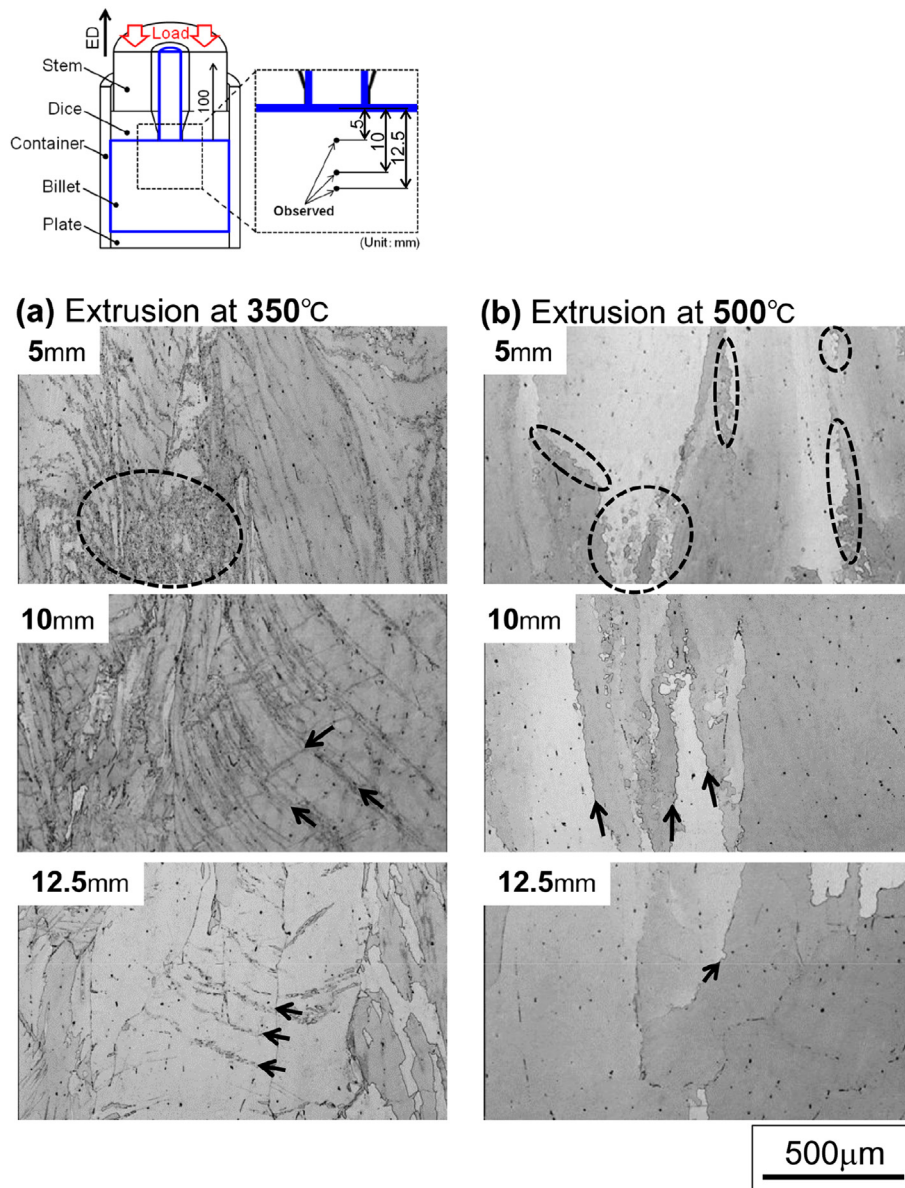 ED
Load
Stem
Dice
Container
Billet
Plate
100
5
10
12.5
Observed
(Unit: mm)
(a) Extrusion at 350℃
5mm
10mm
12.5mm
(b) Extrusion at 500℃
5mm
10mm
12.5mm
500μm